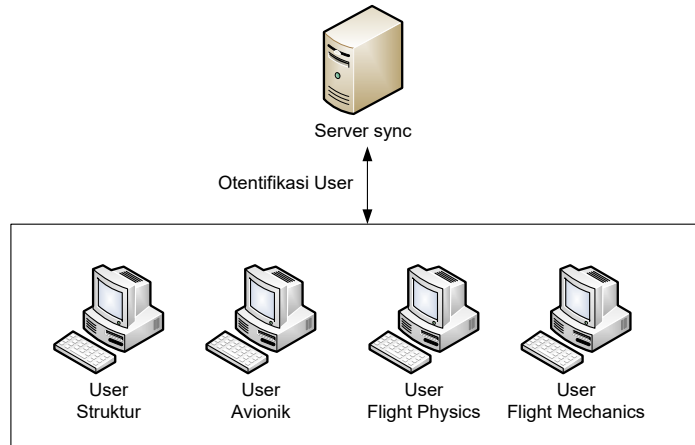 Server sync
Otentifikasi User
User
Struktur
User
Avionik
User
Flight Physics
User
Flight Mechanics